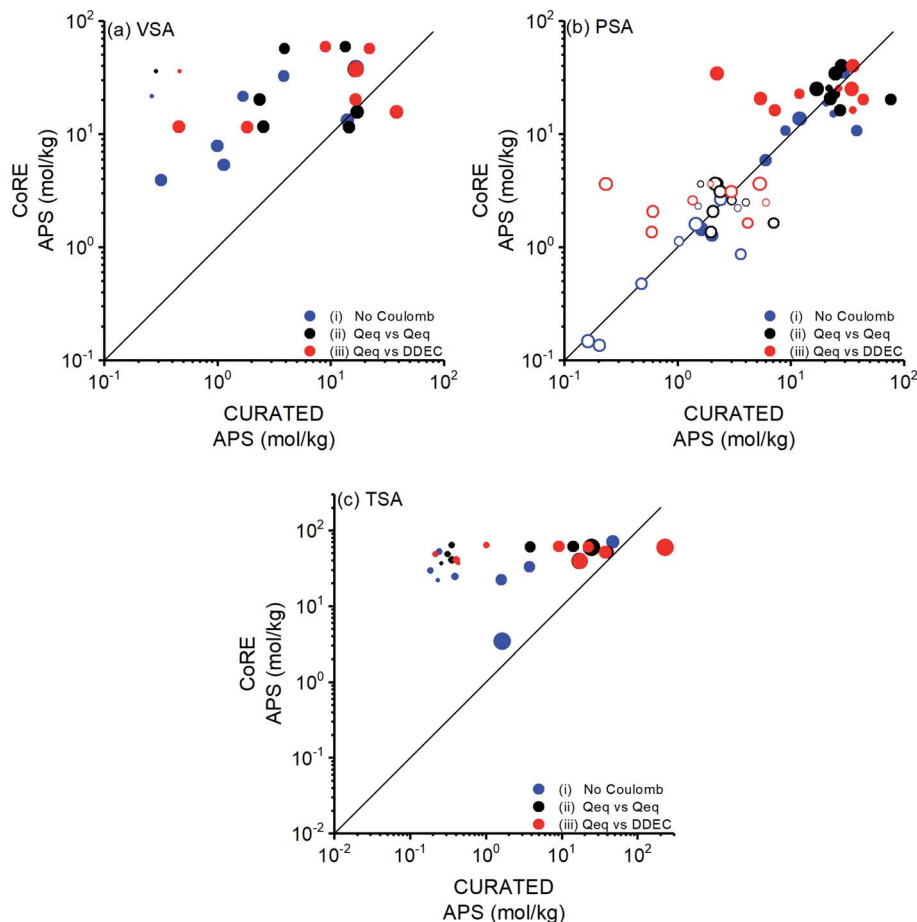 (a) VSA
10²
10¹
10⁰
10⁻¹
CoRE
APS (mol/kg)
(i) No Coulomb
(ii) Qeq vs Qeq
(iii) Qeq vs DDEC
10⁻¹ 10⁰ 10¹ 10²
CURATED
APS (mol/kg)
(b) PSA
10²
10¹
10⁰
10⁻¹
CoRE
APS (mol/kg)
(i) No Coulomb
(ii) Qeq vs Qeq
(iii) Qeq vs DDEC
10⁻¹ 10⁰ 10¹ 10²
CURATED
APS (mol/kg)
(c) TSA
10²
10¹
10⁰
10⁻¹
10⁻²
CoRE
APS (mol/kg)
(i) No Coulomb
(ii) Qeq vs Qeq
(iii) Qeq vs DDEC
10⁻² 10⁻¹ 10⁰ 10¹ 10²
CURATED
APS (mol/kg)